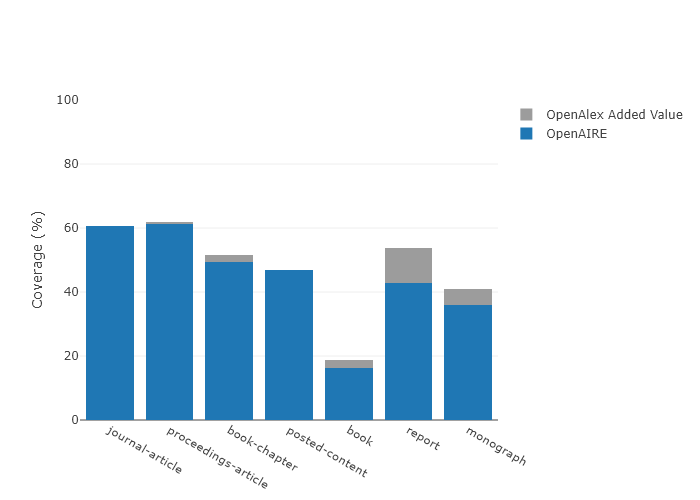 100
80
60
40
20
0
Coverage (%)
journal-article
proceedings-article
book-chapter
posted-content
book
report
monograph
OpenAlex Added Value
OpenAIRE